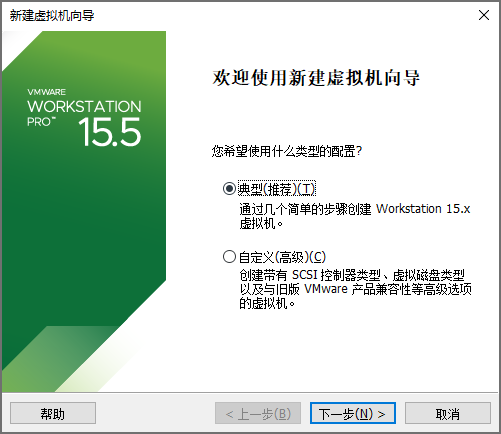 新建虚拟机向导
VMWARE
WORKSTATION
PRO™
15.5
欢迎使用新建虚拟机向导
您希望使用什么类型的配置?
典型(推荐)(T)
通过几个简单的步骤创建 Workstation 15.x
虚拟机。
自定义(高级)(C)
创建带有 SCSI 控制器类型、虚拟磁盘类型
以及与旧版 VMware 产品兼容性等高级选项
的虚拟机。
帮助
< 上一步(B)
下一步(N) >
取消